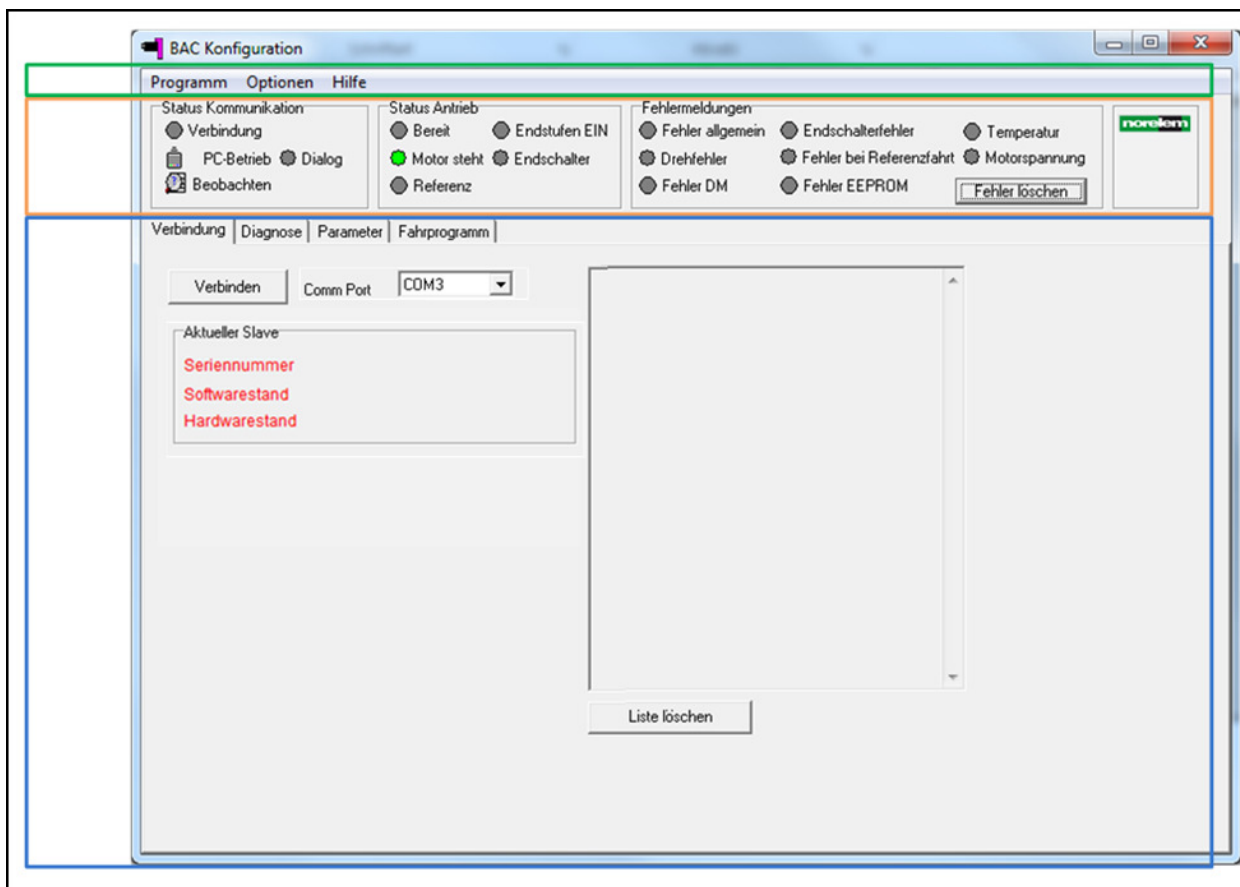 BAC Konfiguration
Programm Optionen Hilfe
Status Kommunikation
Verbindung
PC-Betrieb Dialog
Beobachten
Status Antrieb
Bereit Endstufen EIN
Motor steht Endschalter
Referenz
Fehlermeldungen
Fehler allgemein Endschalterfehler Temperatur
Drehfehler Fehler bei Referenzfahrt Motorspannung
Fehler DM Fehler EEPROM Fehler löschen
norelem
Verbindung Diagnose Parameter Fahrprogramm
Verbinden Comm Port COM3
Aktueller Slave
Seriennummer
Softwarestand
Hardwarestand
Liste löschen